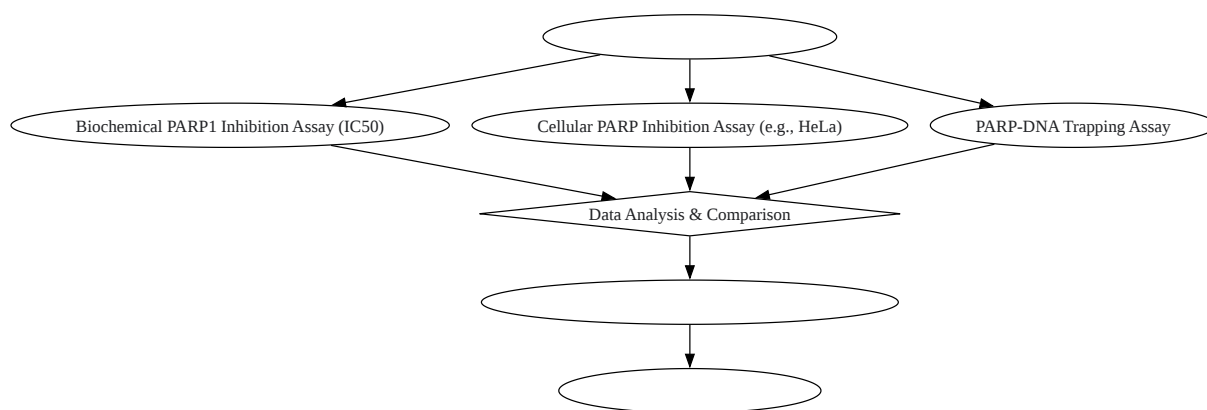 Biochemical PARP1 Inhibition Assay (IC50)
Cellular PARP Inhibition Assay (e.g., HeLa)
PARP-DNA Trapping Assay
Data Analysis & Comparison